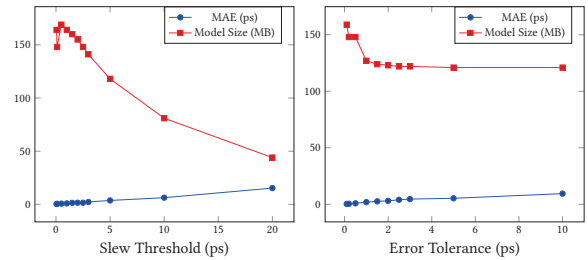 MAE (ps)
Model Size (MB)
150
100
50
0
0 5 10 15 20
Slew Threshold (ps)
MAE (ps)
Model Size (MB)
150
100
50
0
0 2 4 6 8 10
Error Tolerance (ps)